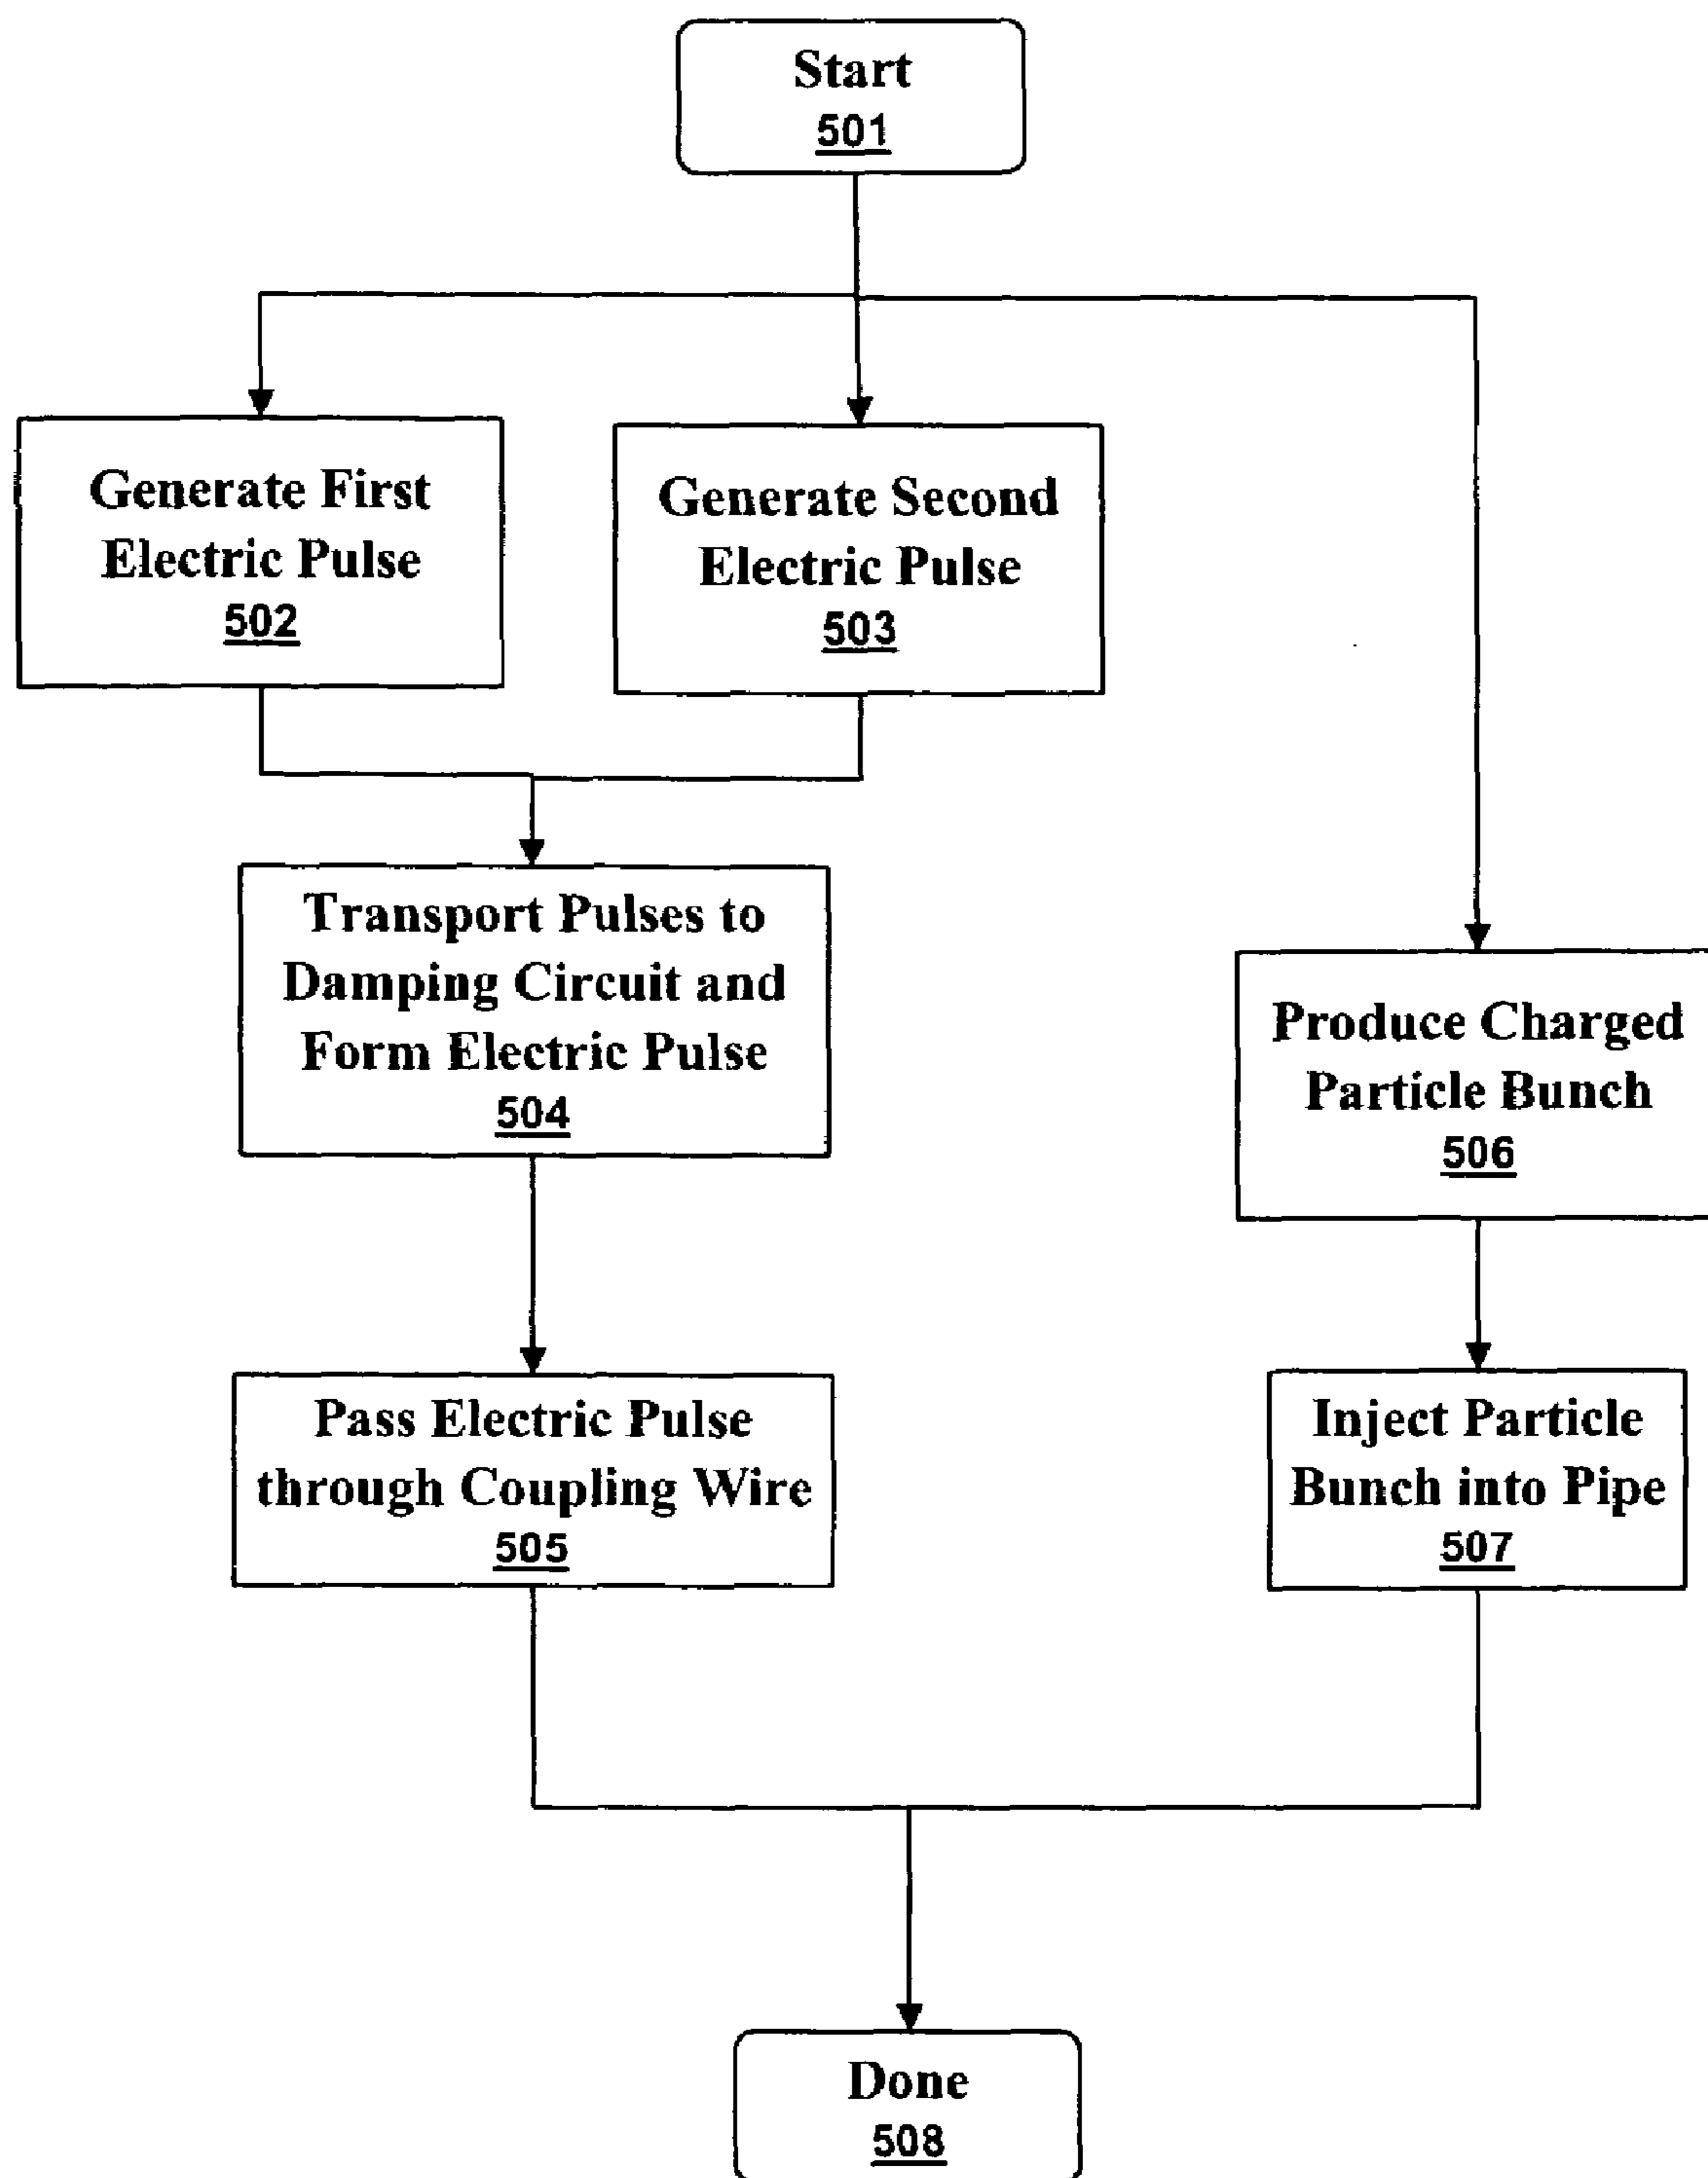 Start
501
Generate First
Electric Pulse
502
Generate Second
Electric Pulse
503
Transport Pulses to
Damping Circuit and
Form Electric Pulse
504
Produce Charged
Particle Bunch
506
Pass Electric Pulse
through Coupling Wire
505
Inject Particle
Bunch into Pipe
507
Done
508